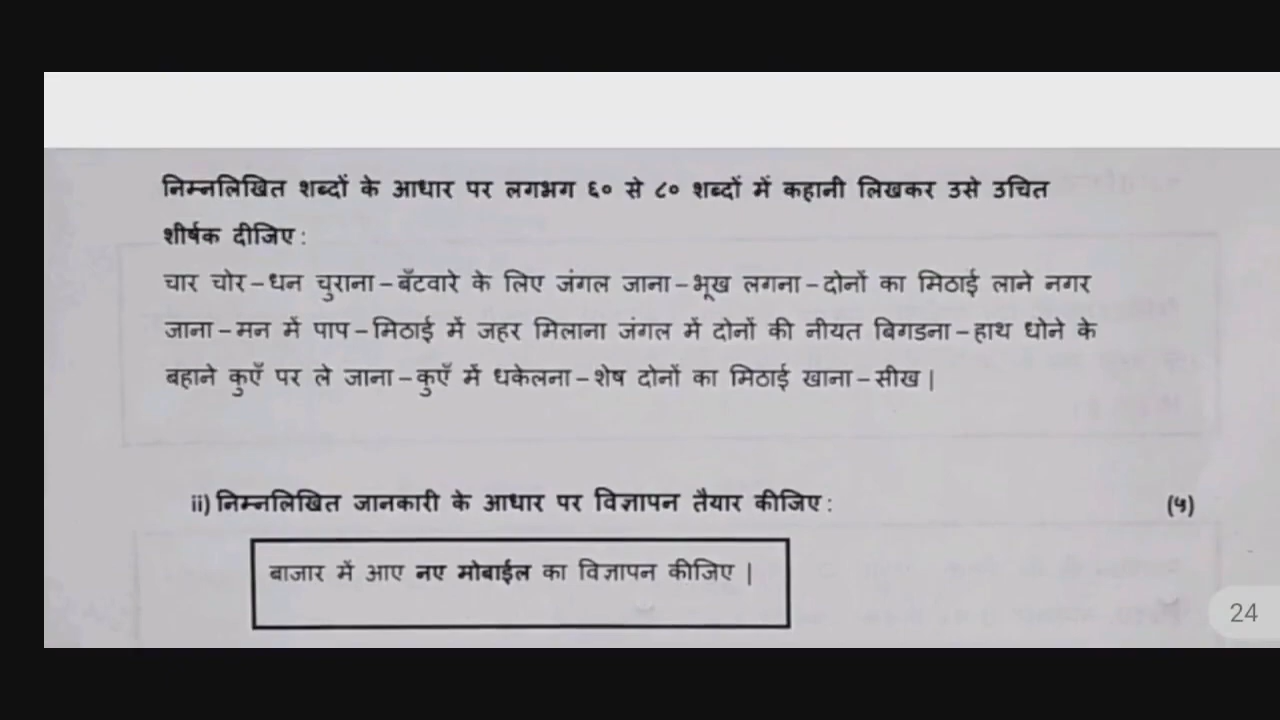 निम्नलिखित शब्दों के आधार पर लगभग ६० से ८० शब्दों में कहानी लिखकर उसे उचित
शीर्षक दीजिए :
चार चोर – धन चुराना – बँटवारे के लिए जंगल जाना – भूख लगना – दोनों का मिठाई लाने नगर
जाना – मन में पाप – मिठाई में जहर मिलाना जंगल में दोनों की नीयत बिगडना – हाथ धोने के
बहाने कुएँ पर ले जाना – कुएँ में धकेलना – शेष दोनों का मिठाई खाना – सीख |
ii) निम्नलिखित जानकारी के आधार पर विज्ञापन तैयार कीजिए : (५)
बाजार में आए नए मोबाईल का विज्ञापन कीजिए |
24